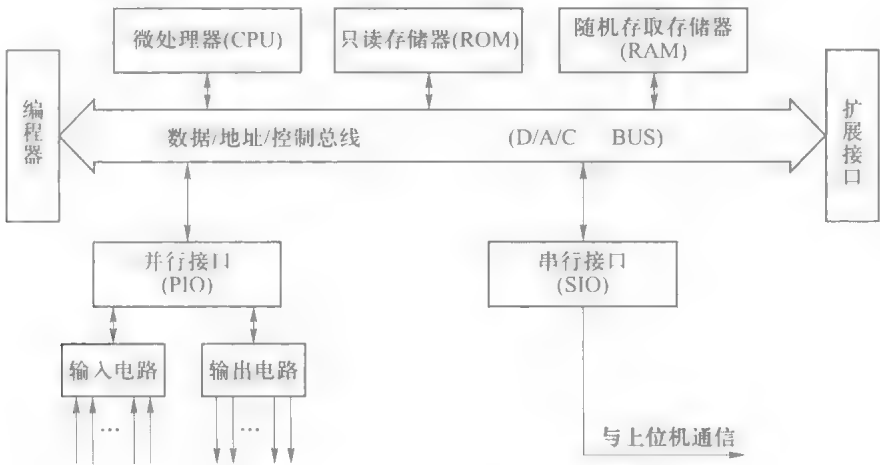 微处理器(CPU)
只读存储器(ROM)
随机存取存储器
(RAM)
编程器
数据/地址/控制总线 (D/A/C BUS)
扩展接口
并行接口
(PIO)
串行接口
(SIO)
输入电路
输出电路
…
…
与上位机通信